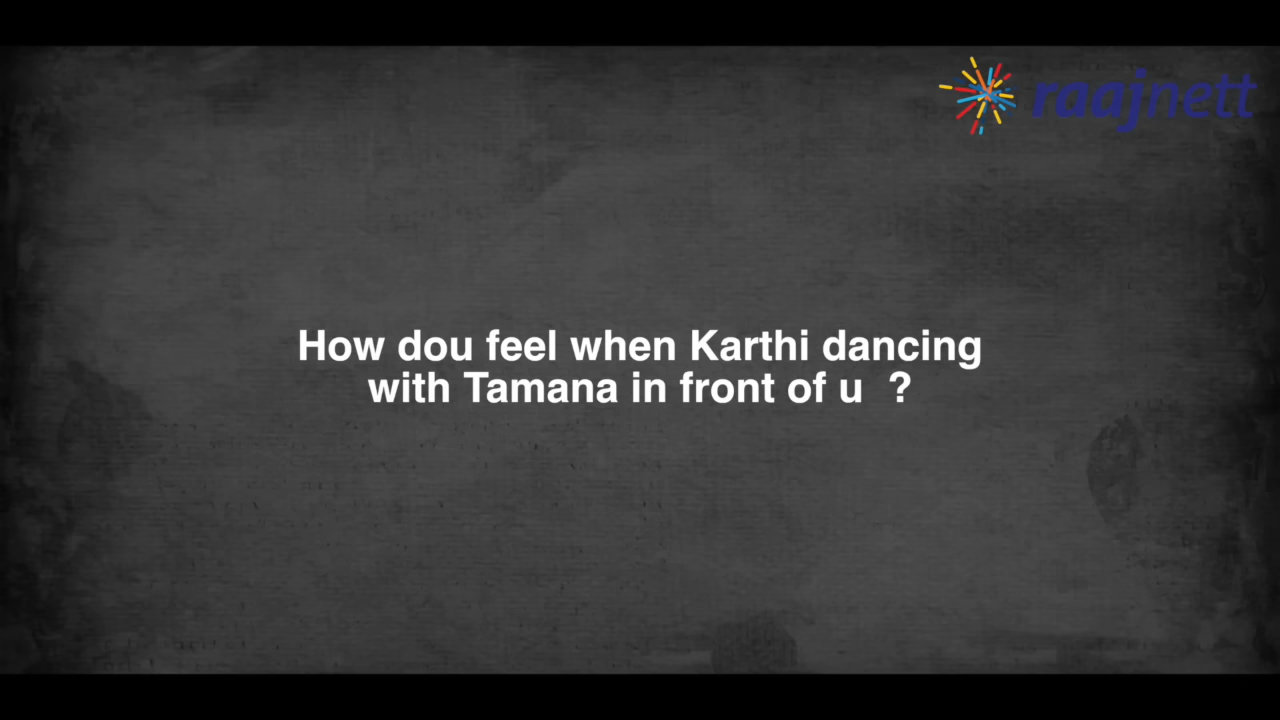 raajnett
How dou feel when Karthi dancing
with Tamana in front of u  ?